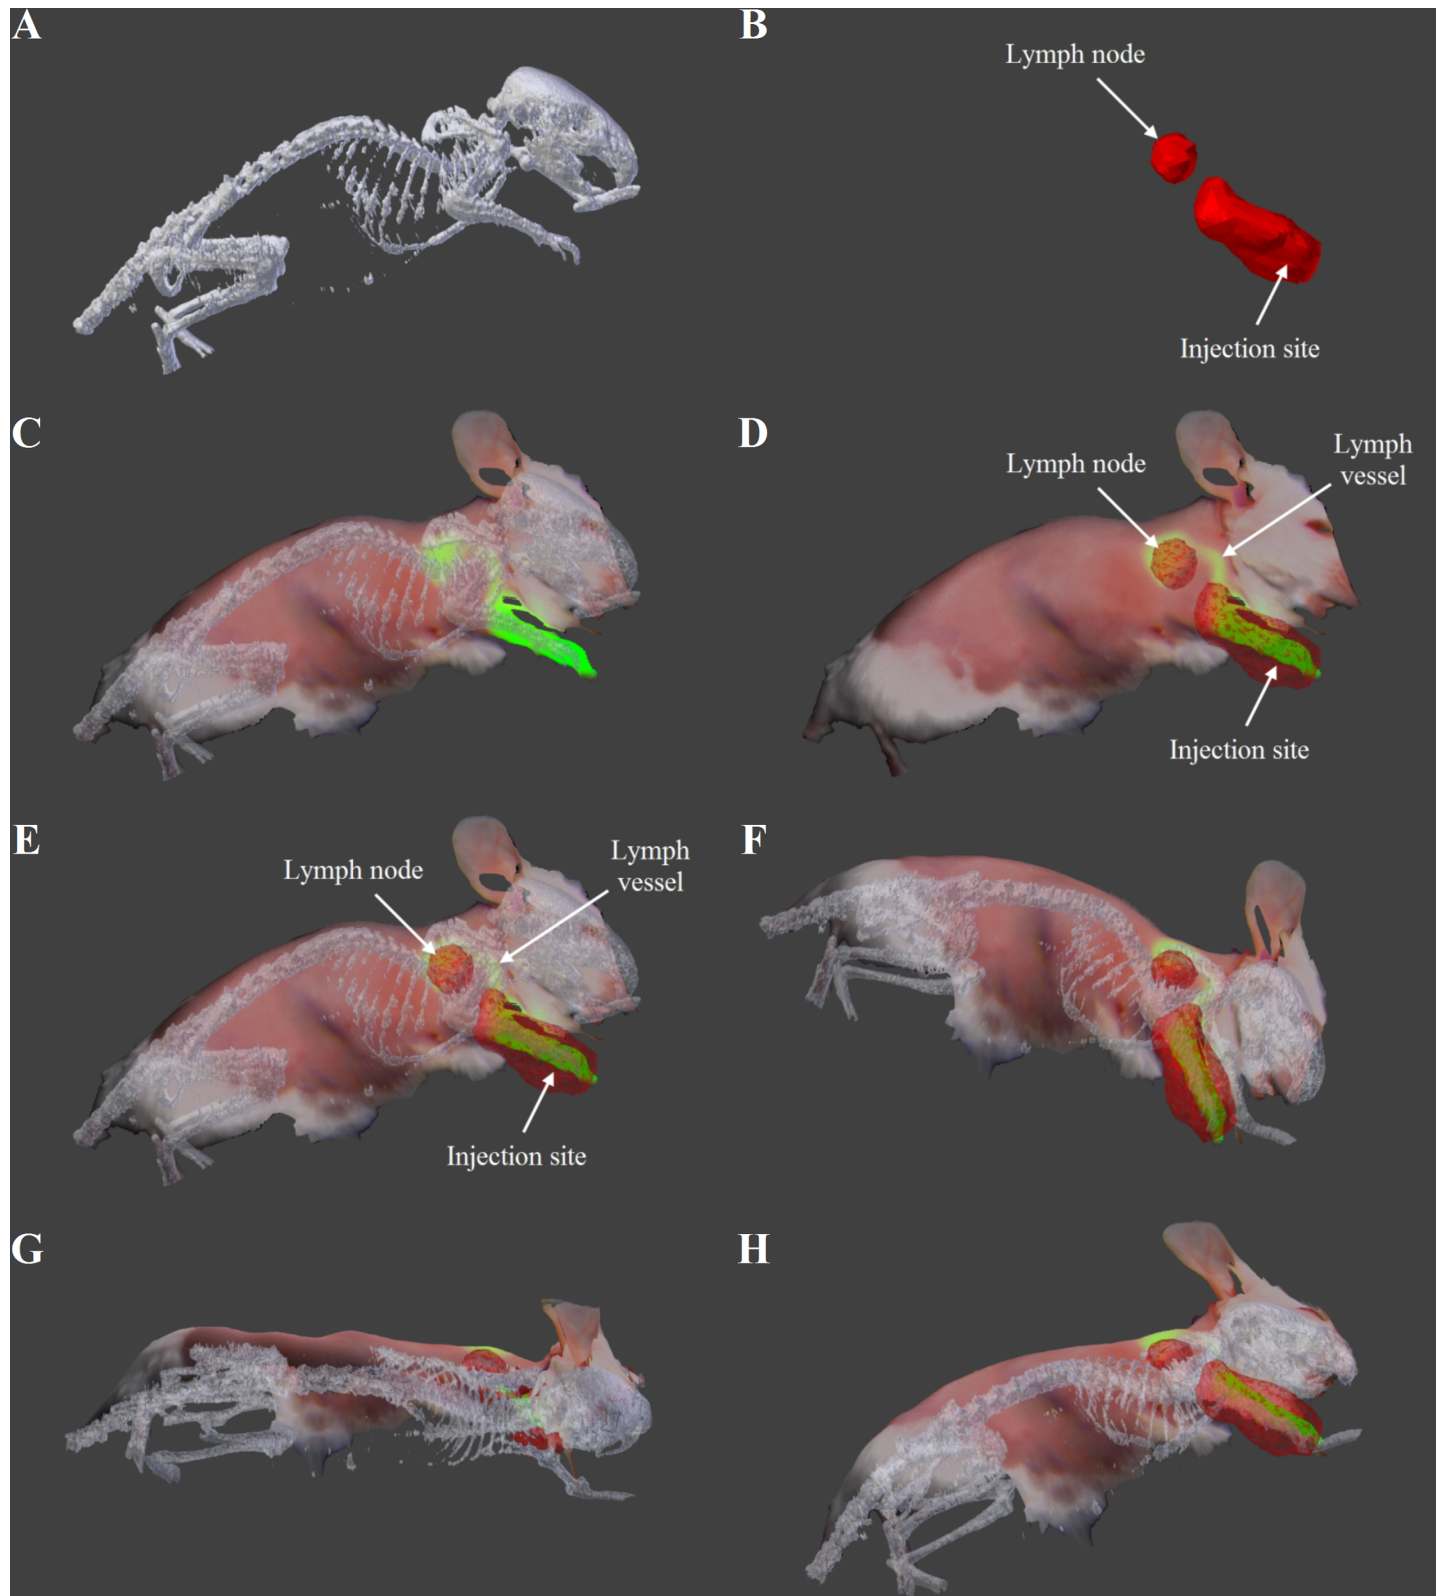 A
B
Lymph node
Injection site
C
D
Lymph node
Lymph
vessel
Injection site
E
Lymph node
Lymph
vessel
Injection site
F
G
H